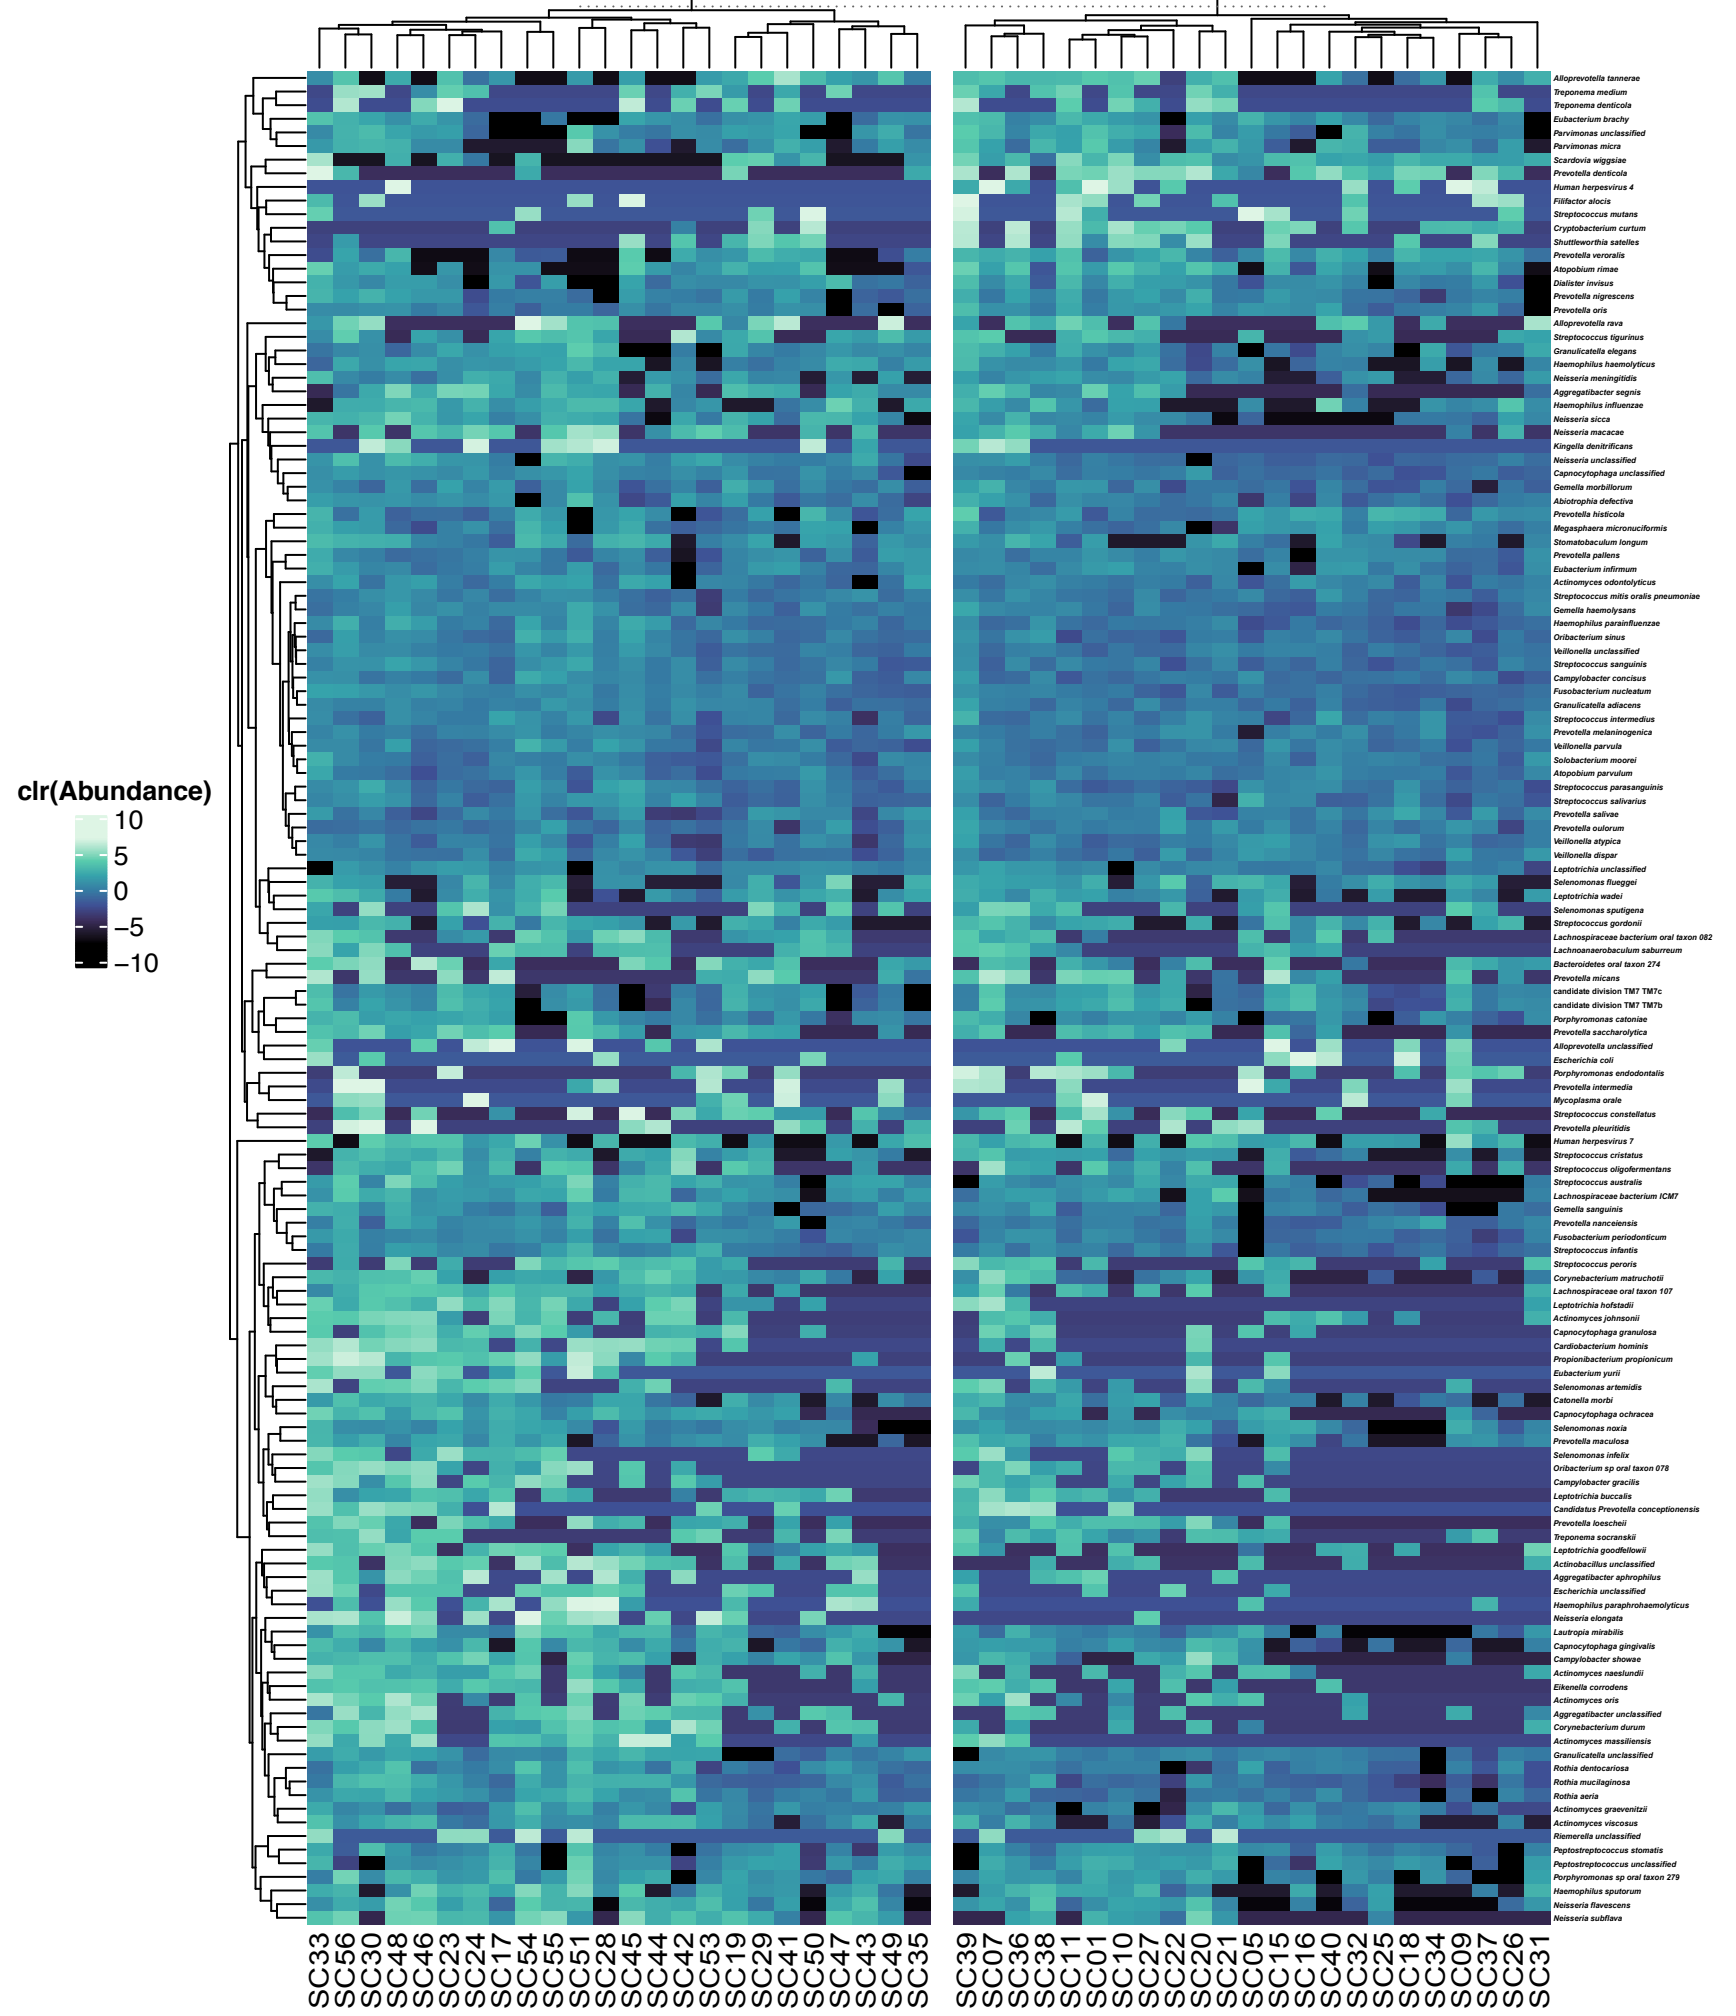 Alloprevotella tannerae
Treponema medium
Treponema denticola
Eubacterium brachy
Parvimonas unclassified
Parvimonas micra
Scardovia wiggsiae
Prevotella denticola
Human herpesvirus 4
Filifactor alocis
Streptococcus mutans
Cryptobacterium curtum
Shuttleworthia satelles
Prevotella veroralis
Atopobium rimae
Dialister invisus
Prevotella nigrescens
Prevotella oris
Alloprevotella rava
Streptococcus tigurinus
Granulicatella elegans
Haemophilus haemolyticus
Neisseria meningitidis
Aggregatibacter segnis
Haemophilus influenzae
Neisseria sicca
Neisseria macacae
Kingella denitrificans
Neisseria unclassified
Capnocytophaga unclassified
Gemella morbillorum
Abiotrophia defectiva
Prevotella histicola
Megasphaera micronuciformis
Stomatobaculum longum
Prevotella pallens
Eubacterium infirmum
Actinomyces odontolyticus
Streptococcus mitis oralis pneumoniae
Gemella haemolysans
Haemophilus parainfluenzae
Oribacterium sinus
Veillonella unclassified
Streptococcus sanguinis
Campylobacter concisus
Fusobacterium nucleatum
Granulicatella adiacens
Streptococcus intermedius
Prevotella melaninogenica
Veillonella parvula
Solobacterium moorei
Atopobium parvulum
Streptococcus parasanguinis
Streptococcus salivarius
Prevotella salivae
Prevotella oulorum
Veillonella atypica
Veillonella dispar
Leptotrichia unclassified
Selenomonas flueggei
Leptotrichia wadei
Selenomonas sputigena
Streptococcus gordonii
Lachnospiraceae bacterium oral taxon 082
Lachnoanaerobaculum saburreum
Bacteroidetes oral taxon 274
Prevotella micans
candidate division TM7 TM7c
candidate division TM7 TM7b
Porphyromonas catoniae
Prevotella saccharolytica
Alloprevotella unclassified
Escherichia coli
Porphyromonas endodontalis
Prevotella intermedia
Mycoplasma orale
Streptococcus constellatus
Prevotella pleuritidis
Human herpesvirus 7
Streptococcus cristatus
Streptococcus oligofermentans
Streptococcus australis
Lachnospiraceae bacterium ICM7
Gemella sanguinis
Prevotella nanceiensis
Fusobacterium periodonticum
Streptococcus infantis
Streptococcus peroris
Corynebacterium matruchotii
Lachnospiraceae oral taxon 107
Leptotrichia hofstadii
Actinomyces johnsonii
Capnocytophaga granulosa
Cardiobacterium hominis
Propionibacterium propionicum
Eubacterium yurii
Selenomonas artemidis
Catonella morbi
Capnocytophaga ochracea
Selenomonas noxia
Prevotella maculosa
Selenomonas infelix
Oribacterium sp oral taxon 078
Campylobacter gracilis
Leptotrichia buccalis
Candidatus Prevotella conceptionensis
Prevotella loescheii
Treponema socranskii
Leptotrichia goodfellowii
Actinobacillus unclassified
Aggregatibacter aphrophilus
Escherichia unclassified
Haemophilus paraphrohaemolyticus
Neisseria elongata
Lautropia mirabilis
Capnocytophaga gingivalis
Campylobacter showae
Actinomyces naeslundii
Eikenella corrodens
Actinomyces oris
Aggregatibacter unclassified
Corynebacterium durum
Actinomyces massiliensis
Granulicatella unclassified
Rothia dentocariosa
Rothia mucilaginosa
Rothia aeria
Actinomyces graevenitzii
Actinomyces viscosus
Riemerella unclassified
Peptostreptococcus stomatis
Peptostreptococcus unclassified
Porphyromonas sp oral taxon 279
Haemophilus sputorum
Neisseria flavescens
Neisseria subflava
clr(Abundance)
10
5
0
−5
−10
SC33
SC56
SC30
SC48
SC46
SC23
SC24
SC17
SC54
SC55
SC51
SC28
SC45
SC44
SC42
SC53
SC19
SC29
SC41
SC50
SC47
SC43
SC49
SC35
SC39
SC07
SC36
SC38
SC11
SC01
SC10
SC27
SC22
SC20
SC21
SC05
SC15
SC16
SC40
SC32
SC25
SC18
SC34
SC09
SC37
SC26
SC31